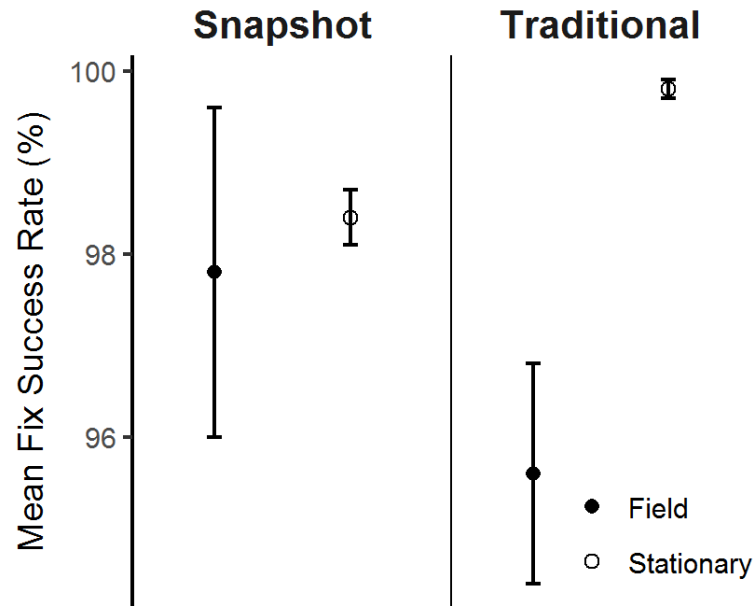 Snapshot Traditional
Mean Fix Success Rate (%)
100
98
96
Field
Stationary